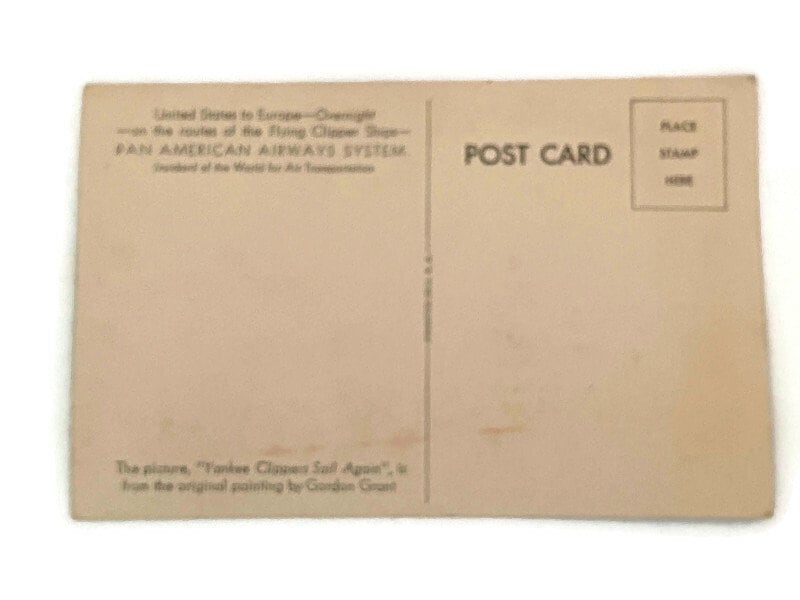 United States to Europe—Overnight
—on the routes of the Flying Clipper Ships—
PAN AMERICAN AIRWAYS SYSTEM
Standard of the World for Air Transportation
POST CARD
PLACE
STAMP
HERE
The picture, "Yankee Clippers Sail Again", is
from the original painting by Gordon Grant